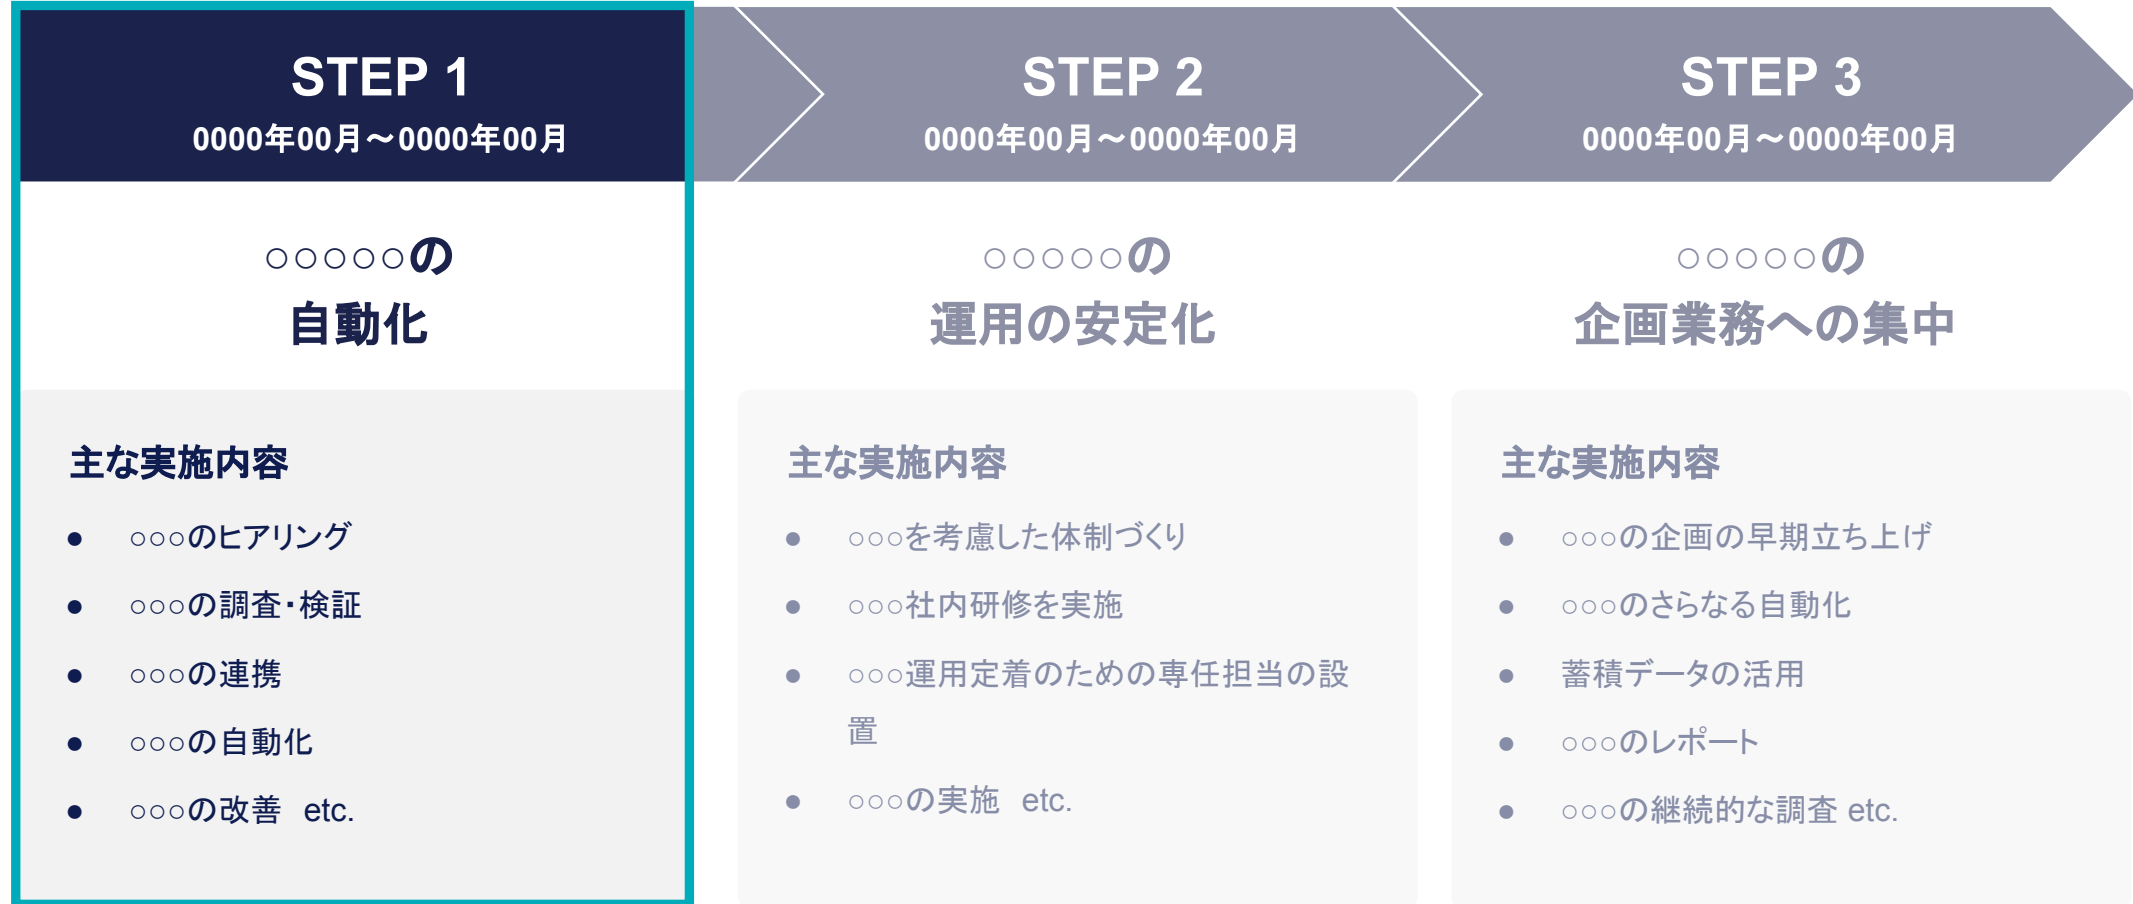 STEP 1
0000年00月～0000年00月
○○○○○の
自動化
主な実施内容
● ○○○のヒアリング
● ○○○の調査・検証
● ○○○の連携
● ○○○の自動化
● ○○○の改善　etc.
STEP 2
0000年00月～0000年00月
○○○○○の
運用の安定化
主な実施内容
● ○○○を考慮した体制づくり
● ○○○社内研修を実施
● ○○○運用定着のための専任担当の設
置
● ○○○の実施　etc.
STEP 3
0000年00月～0000年00月
○○○○○の
企画業務への集中
主な実施内容
● ○○○の企画の早期立ち上げ
● ○○○のさらなる自動化
● 蓄積データの活用
● ○○○のレポート
● ○○○の継続的な調査 etc.